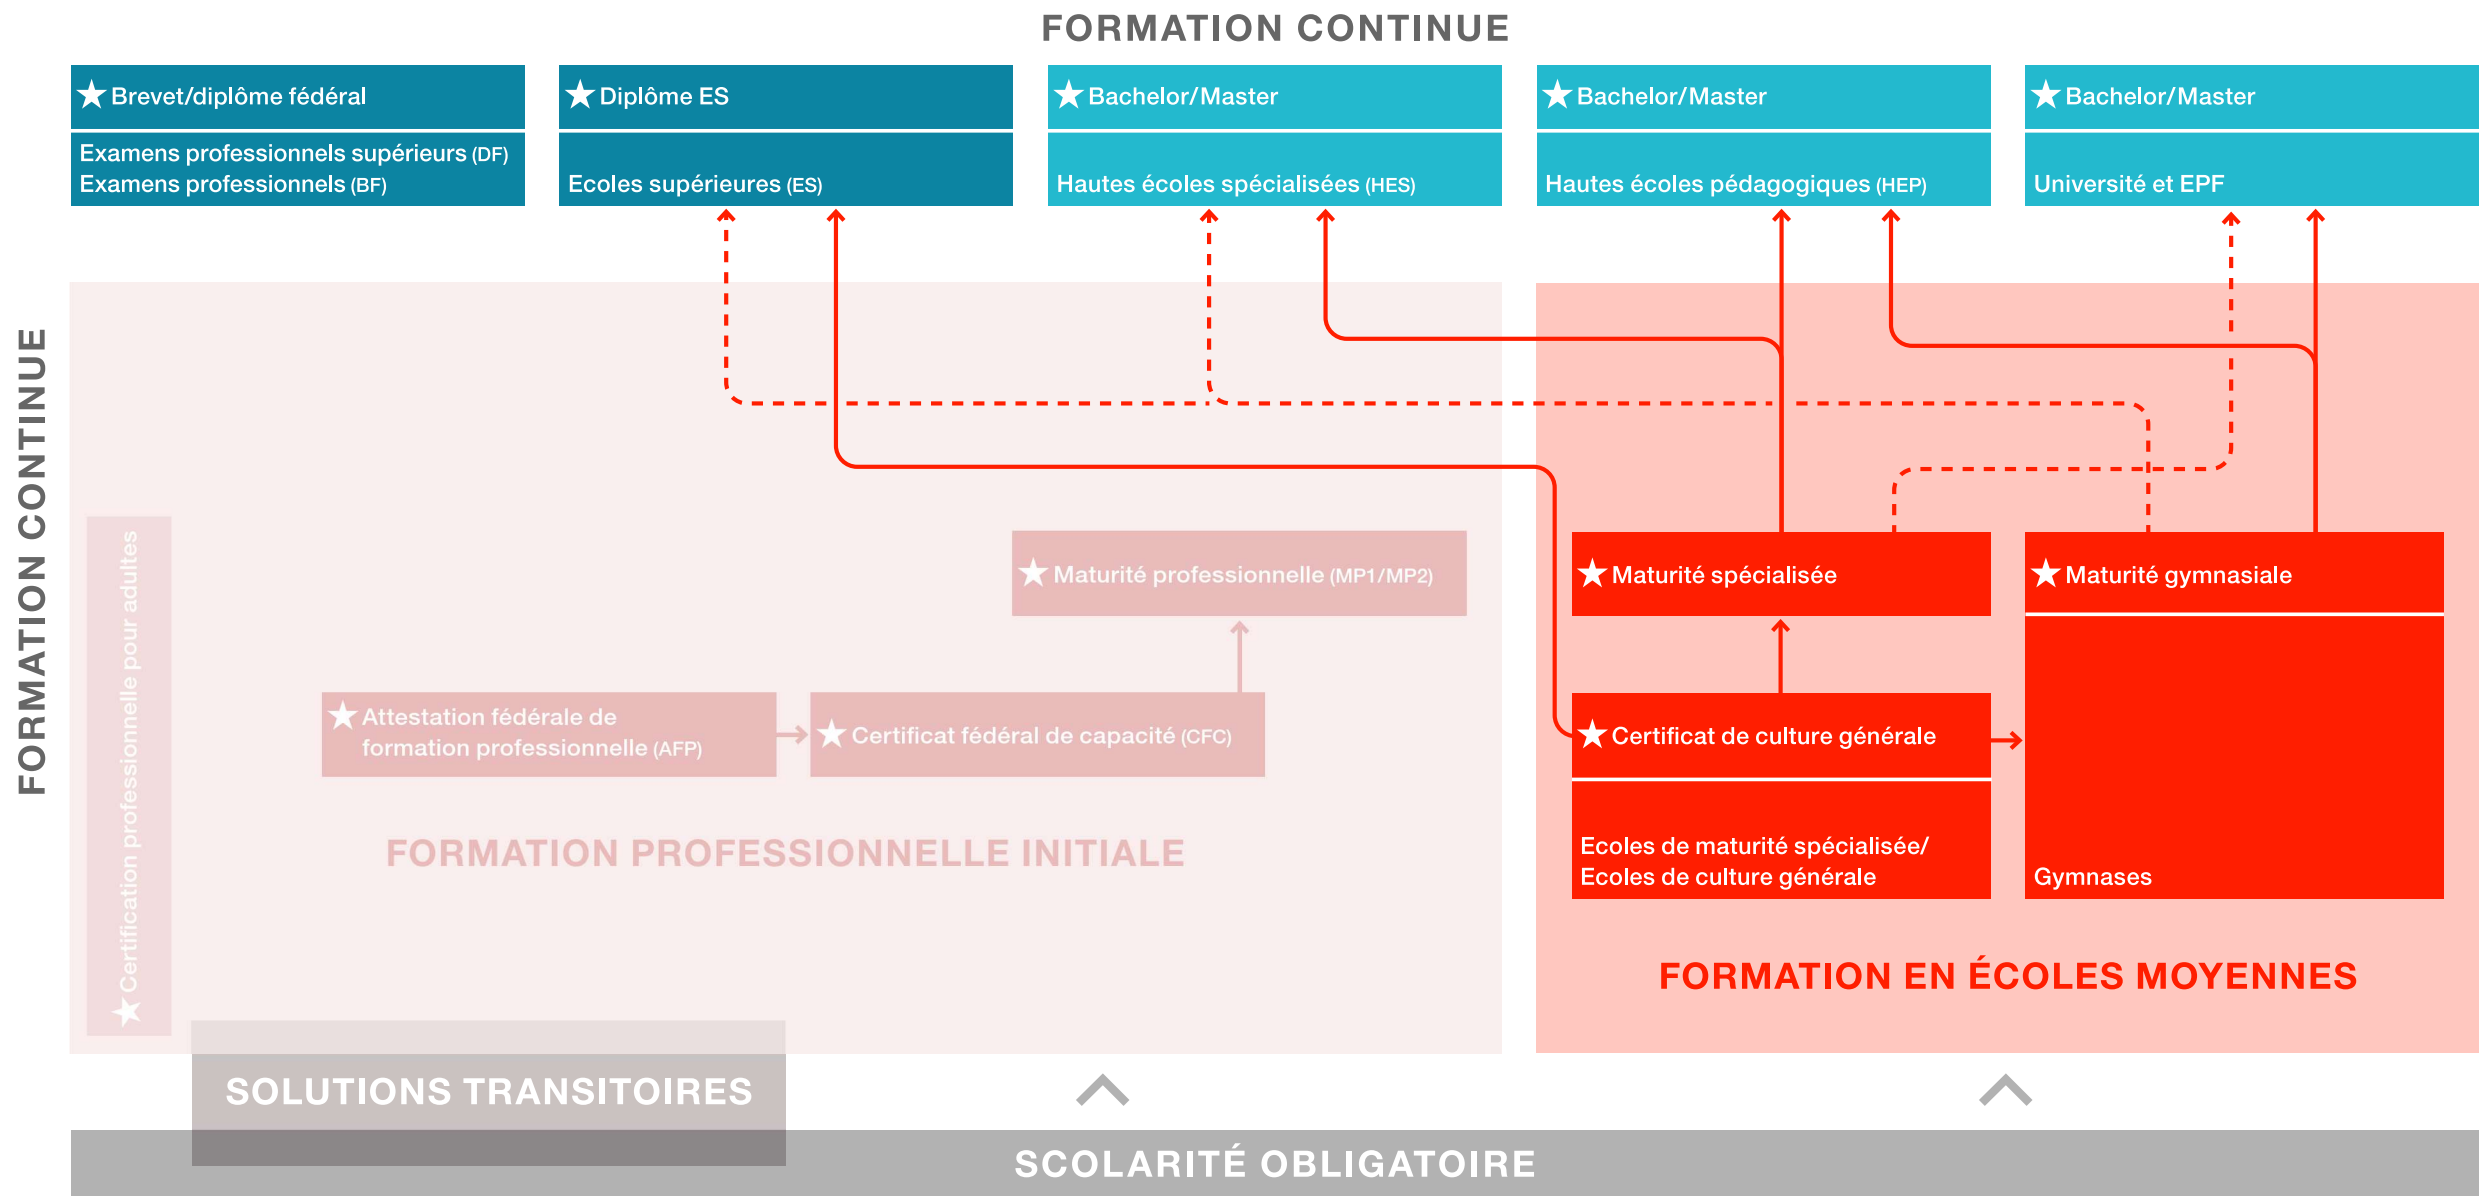 FORMATION CONTINUE
Brevet/diplôme fédéral
Examens professionnels supérieurs (DF)
Examens professionnels (BF)
Diplôme ES
Ecoles supérieures (ES)
Bachelor/Master
Hautes écoles spécialisées (HES)
Bachelor/Master
Hautes écoles pédagogiques (HEP)
Bachelor/Master
Université et EPF
FORMATION CONTINUE
Certification professionnelle pour adultes
Maturité professionnelle (MP1/MP2)
Attestation fédérale de
formation professionnelle (AFP)
Certificat fédéral de capacité (CFC)
FORMATION PROFESSIONNELLE INITIALE
Maturité spécialisée
Maturité gymnasiale
Certificat de culture générale
Ecoles de maturité spécialisée/
Ecoles de culture générale
Gymnases
FORMATION EN ÉCOLES MOYENNES
SOLUTIONS TRANSITOIRES
SCOLARITÉ OBLIGATOIRE